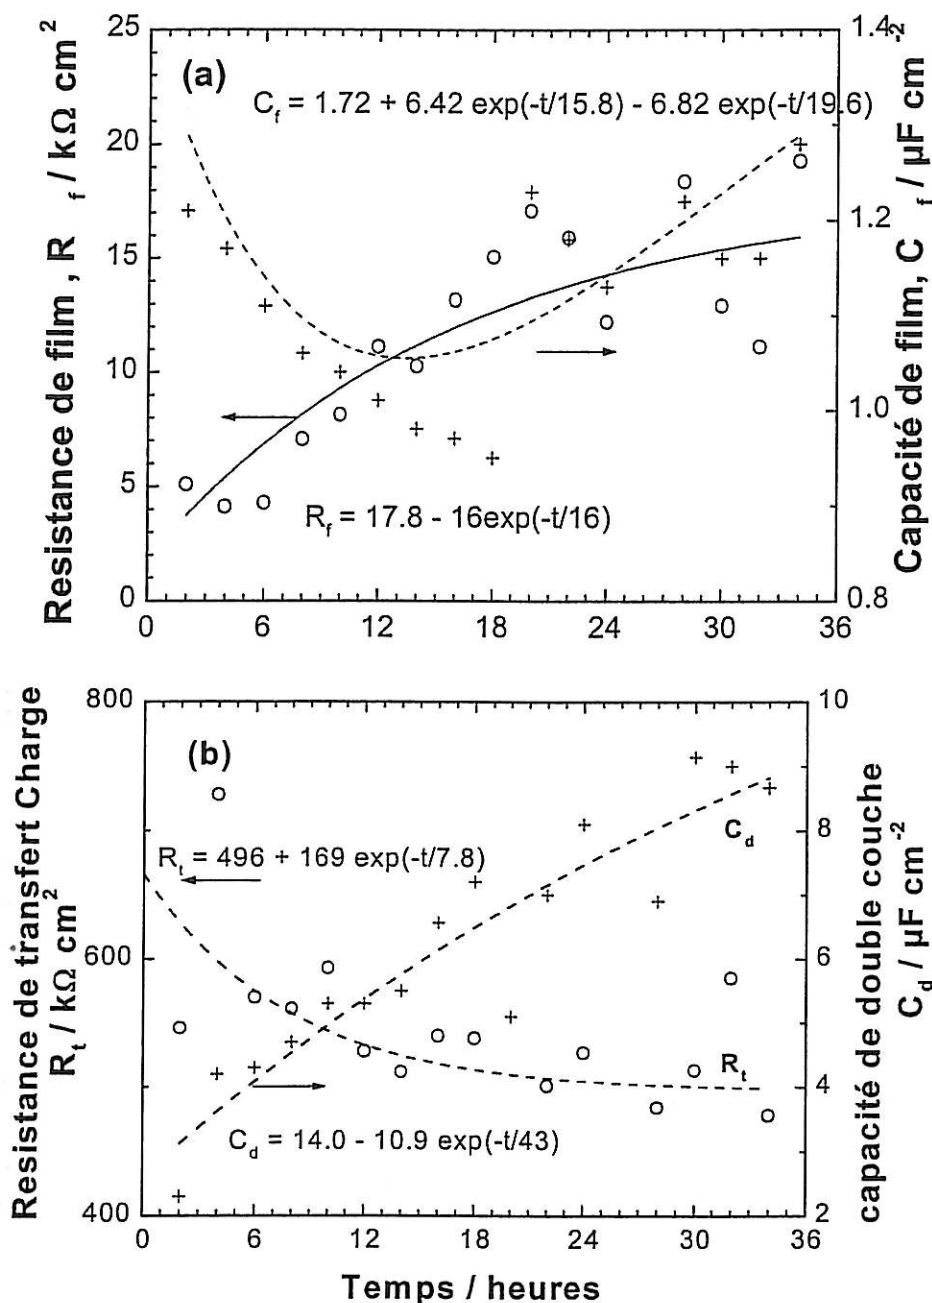 (a)
C_f = 1.72 + 6.42 exp(-t/15.8) - 6.82 exp(-t/19.6)
R_f = 17.8 - 16exp(-t/16)
Resistance de film , R_f / kΩ cm²
Capacité de film, C_f / µF cm⁻²
25
20
15
10
5
0
1.4
1.2
1.0
0.8
0 6 12 18 24 30 36
(b)
R_t = 496 + 169 exp(-t/7.8)
C_d
R_t
C_d = 14.0 - 10.9 exp(-t/43)
Resistance de transfert Charge
R_t / kΩ cm²
capacité de double couche
C_d / µF cm⁻²
800
600
400
10
8
6
4
2
0 6 12 18 24 30 36
Temps / heures